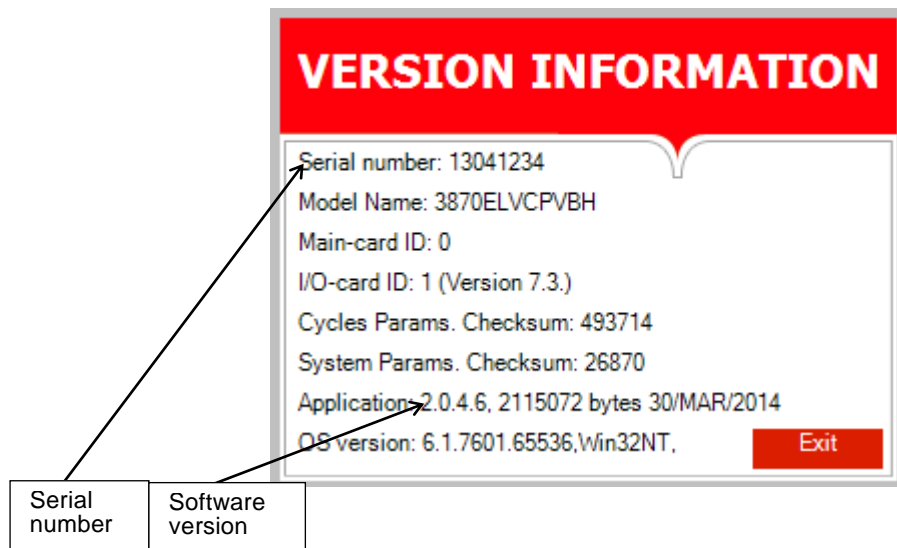 VERSION INFORMATION
Serial number: 13041234
Model Name: 3870ELVCPVBH
Main-card ID: 0
I/O-card ID: 1 (Version 7.3.)
Cycles Params. Checksum: 493714
System Params. Checksum: 26870
Application: 2.0.4.6, 2115072 bytes 30/MAR/2014
OS version: 6.1.7601.65536,Win32NT,
Exit
Serial
number
Software
version